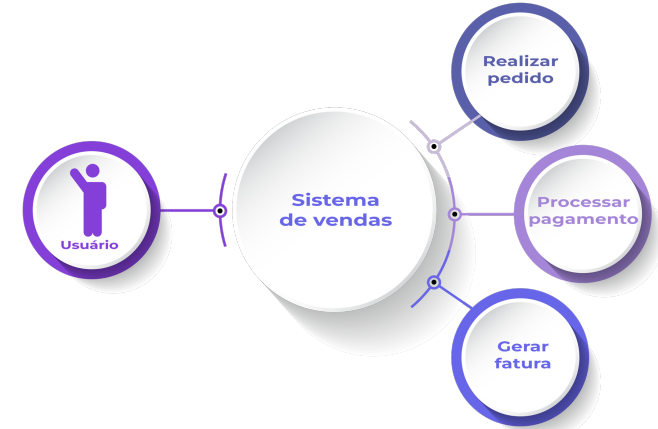 Usuário
Sistema
de vendas
Realizar
pedido
Processar
pagamento
Gerar
fatura